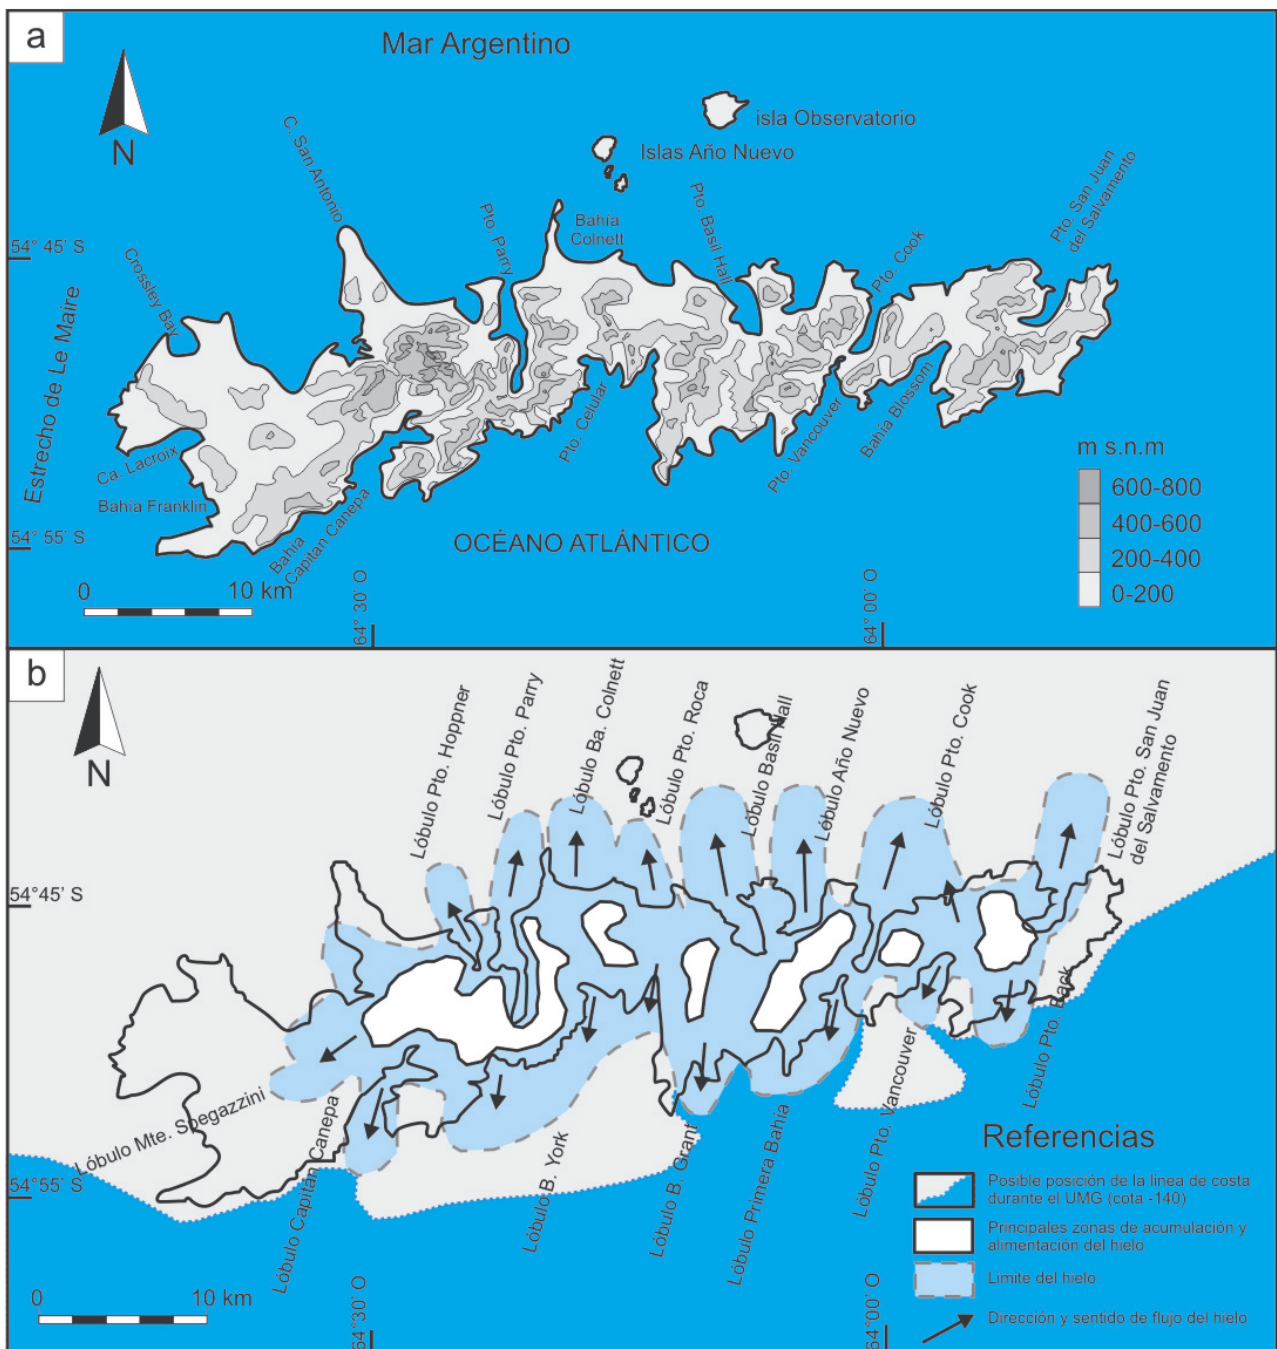 a
Mar Argentino
N
isla Observatorio
Islas Año Nuevo
C. San Antonio
Pto. Parry
Bahía
Colnett
Pto. Basil Hall
Pto. Cook
Pto. San Juan
del Salvamento
54° 45' S
Crossley Bay
Estrecho de Le Maire
Ca. Lacroix
Bahía Franklin
Bahía
Capitán Canepa
Pto. Celular
Pto. Vancouver
Bahía Blossom
54° 55' S
OCÉANO ATLÁNTICO
m s.n.m
600-800
400-600
200-400
0-200
0 10 km
64° 30' O
64° 00' O
b
N
Lóbulo Pto. Hoppner
Lóbulo Pto. Parry
Lóbulo Ba. Colnett
Lóbulo Pto. Roca
Lóbulo Basil Hall
Lóbulo Año Nuevo
Lóbulo Pto. Cook
Lóbulo Pto. San Juan
del Salvamento
54° 45' S
Lóbulo Mte. Spegazzini
Lóbulo Capitán Canepa
Lóbulo B. York
Lóbulo B. Grant
Lóbulo Primera Bahía
Lóbulo Pto. Vancouver
Lóbulo Pto. Back
54° 55' S
Referencias
Posible posición de la línea de costa
durante el UMG (cota -140)
Principales zonas de acumulación y
alimentación del hielo
Limite del hielo
Dirección y sentido de flujo del hielo
0 10 km
64°30' O
64°00' O